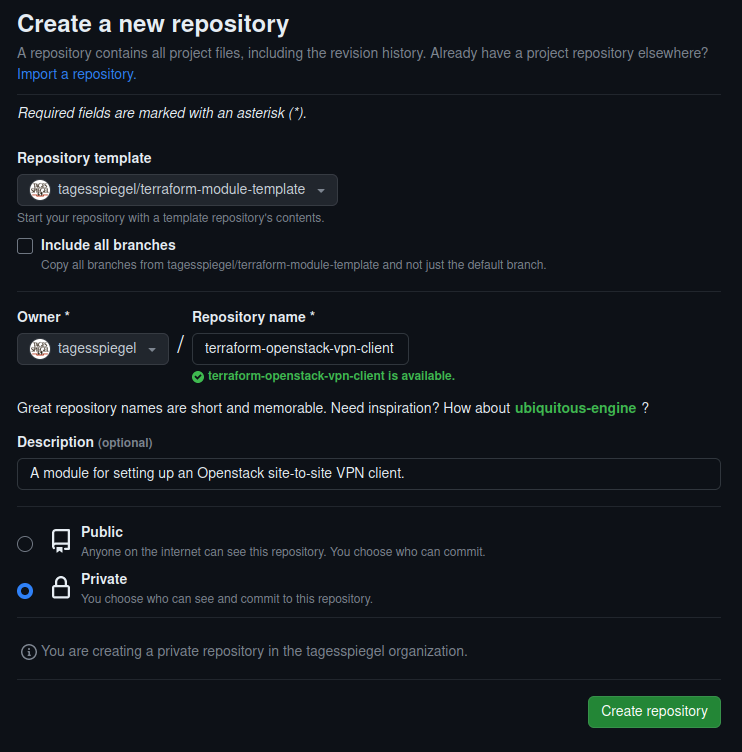 Create a new repository
A repository contains all project files, including the revision history. Already have a project repository elsewhere?
Import a repository.
Required fields are marked with an asterisk (*).
Repository template
tagesspiegel/terraform-module-template
Start your repository with a template repository's contents.
Include all branches
Copy all branches from tagesspiegel/terraform-module-template and not just the default branch.
Owner * Repository name *
tagesspiegel / terraform-openstack-vpn-client
terraform-openstack-vpn-client is available.
Great repository names are short and memorable. Need inspiration? How about ubiquitous-engine ?
Description (optional)
A module for setting up an Openstack site-to-site VPN client.
Public
Anyone on the internet can see this repository. You choose who can commit.
Private
You choose who can see and commit to this repository.
You are creating a private repository in the tagesspiegel organization.
Create repository